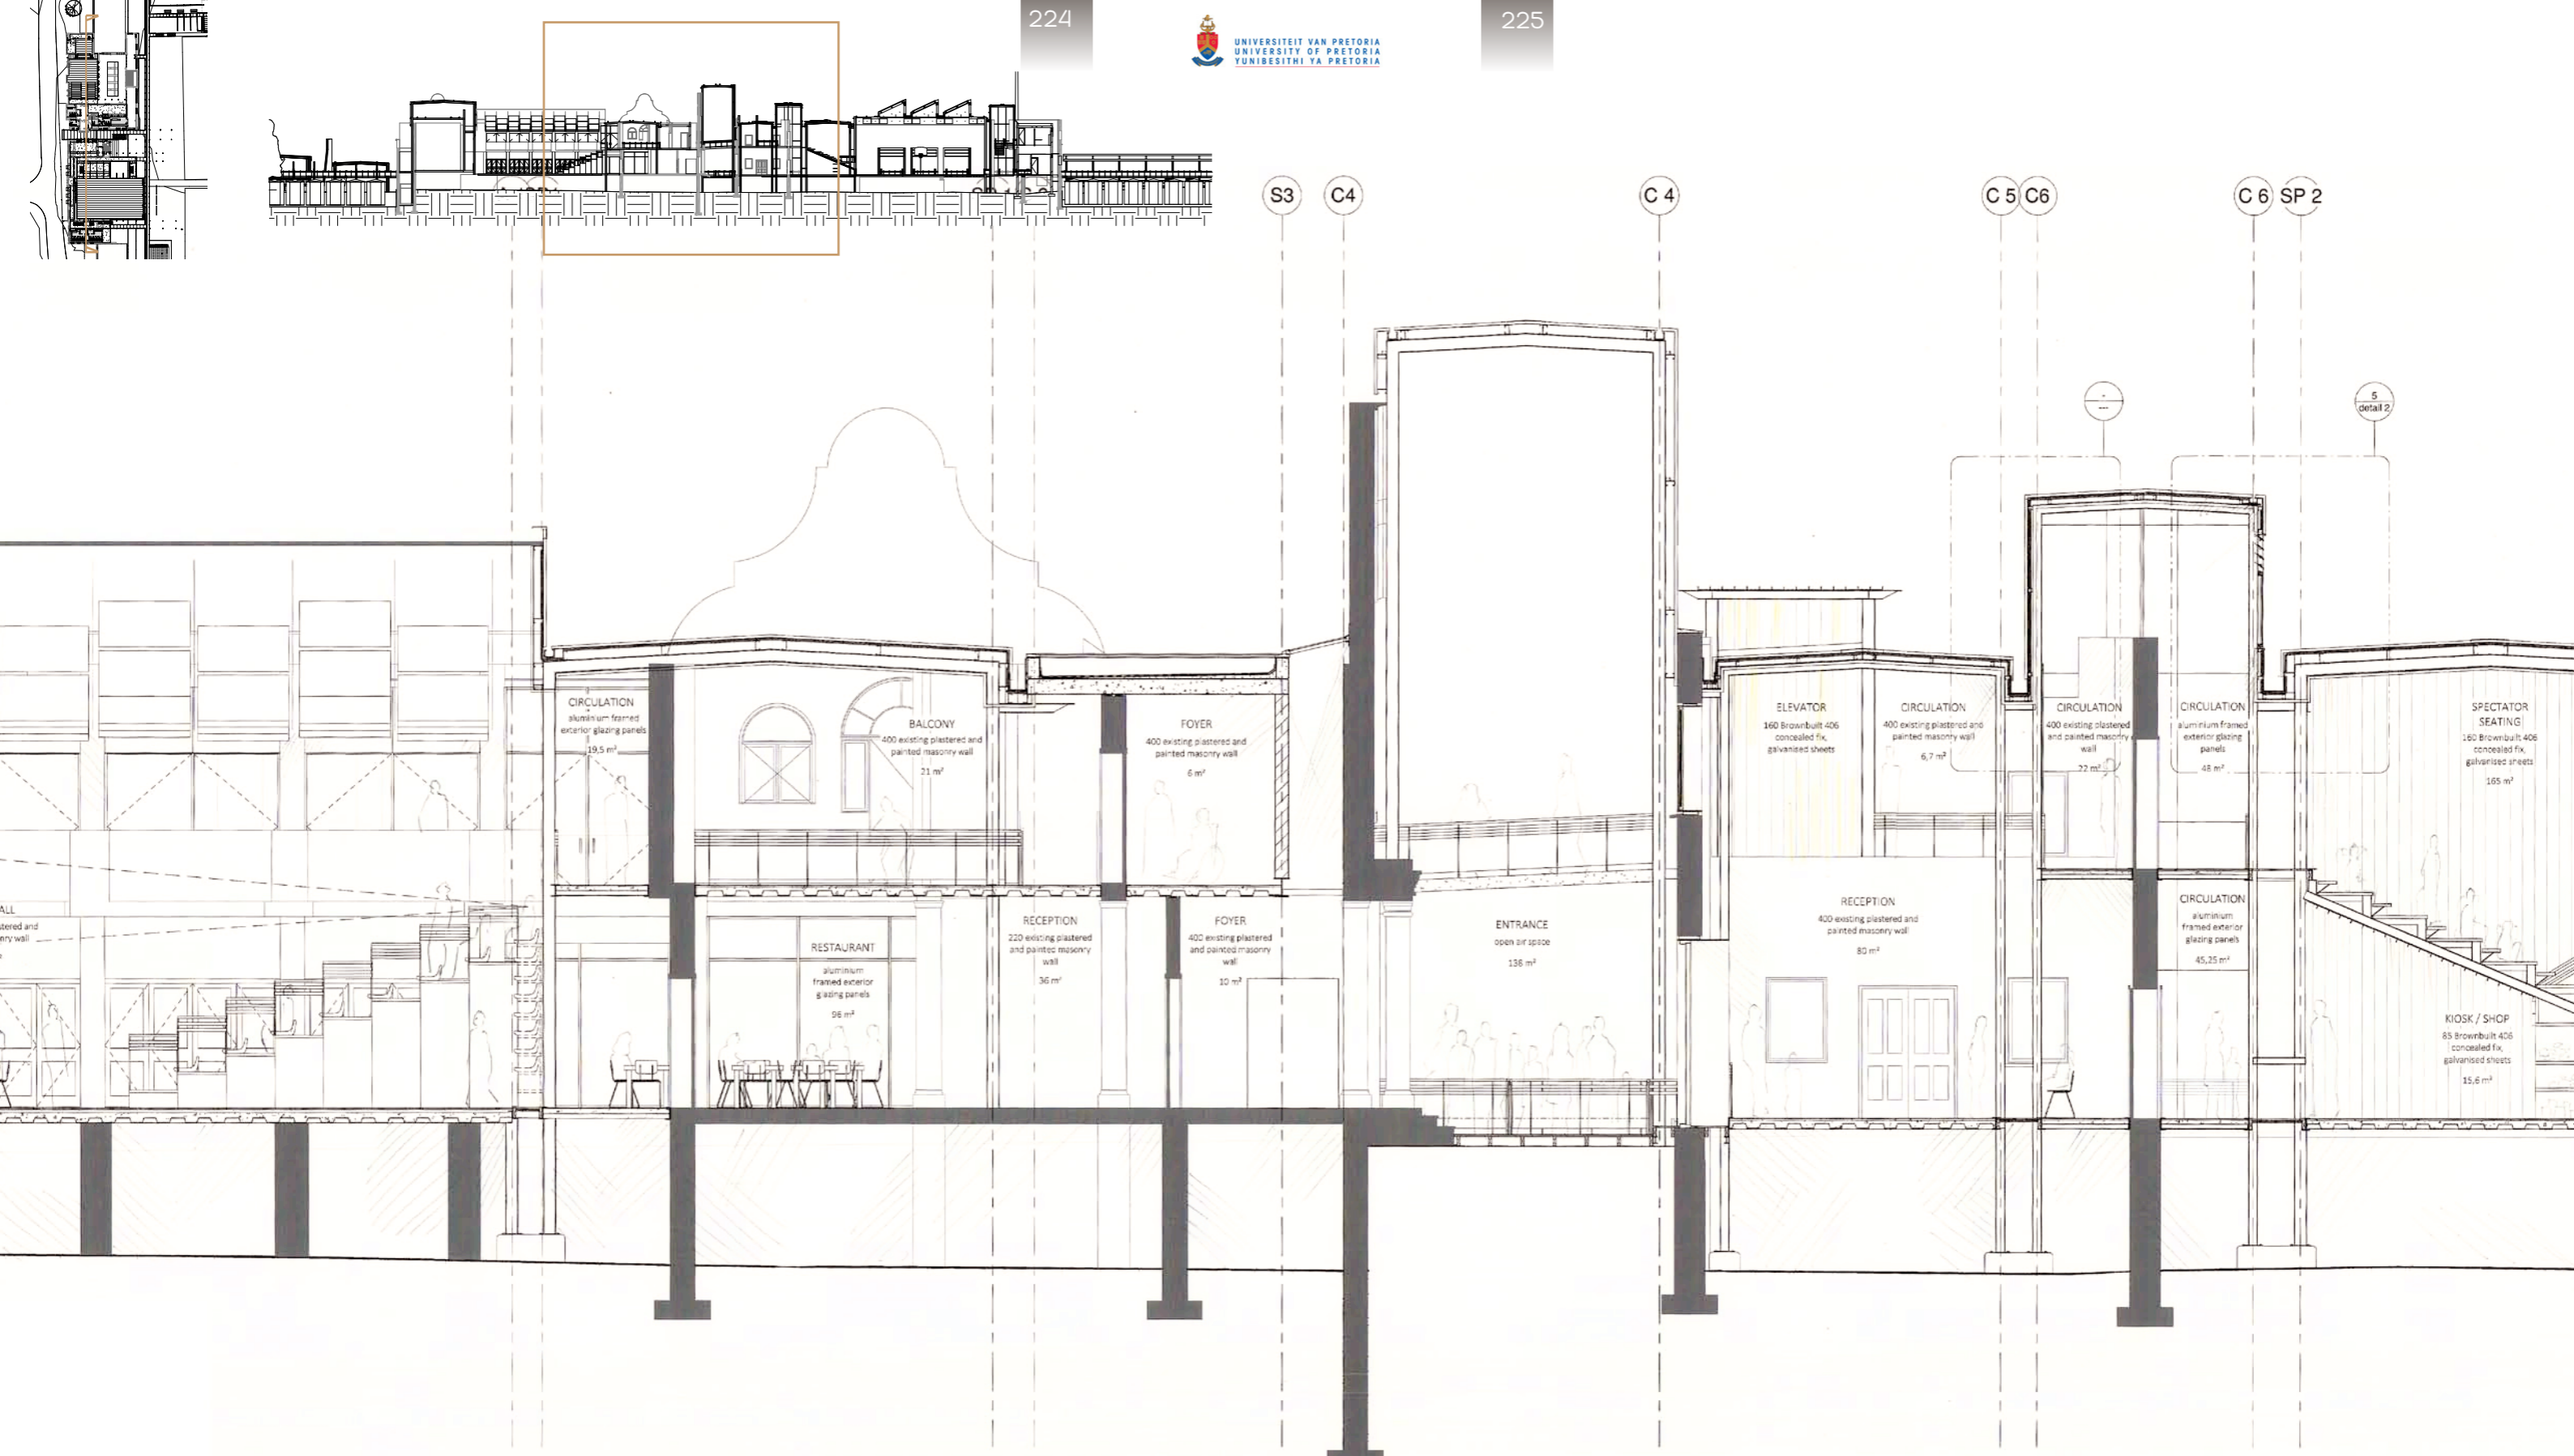 224
UNIVERSITEIT VAN PRETORIA
UNIVERSITY OF PRETORIA
YUNIBESITHI YA PRETORIA
225
S3
C4
C 4
C 5
C6
C 6
SP 2
5
detail 2
CIRCULATION
aluminium framed
exterior glazing panels
19,5 m²
BALCONY
400 existing plastered and
painted masonry wall
21 m²
FOYER
400 existing plastered and
painted masonry wall
6 m²
ELEVATOR
160 Brownbuilt 406
concealed fix,
galvanised sheets
CIRCULATION
400 existing plastered and
painted masonry wall
6,7 m²
CIRCULATION
400 existing plastered
and painted masonry
wall
22 m²
CIRCULATION
aluminium framed
exterior glazing
panels
48 m²
SPECTATOR
SEATING
160 Brownbuilt 406
concealed fix,
galvanised sheets
165 m²
ALL
stered and
nry wall
RESTAURANT
aluminium
framed exterior
glazing panels
96 m²
RECEPTION
220 existing plastered
and painted masonry
wall
36 m²
FOYER
400 existing plastered
and painted masonry
wall
10 m²
ENTRANCE
open air space
136 m²
RECEPTION
400 existing plastered and
painted masonry wall
80 m²
CIRCULATION
aluminium
framed exterior
glazing panels
45,25 m²
KIOSK / SHOP
85 Brownbuilt 406
concealed fix,
galvanised sheets
15,6 m²